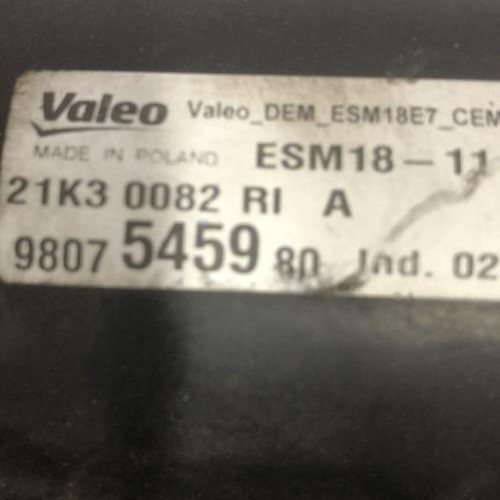 Valeo Valeo_DEM_ESM18E7_CEM
MADE IN POLAND ESM18-11
21K3 0082 RI A
9807 5459 80 Ind. 02